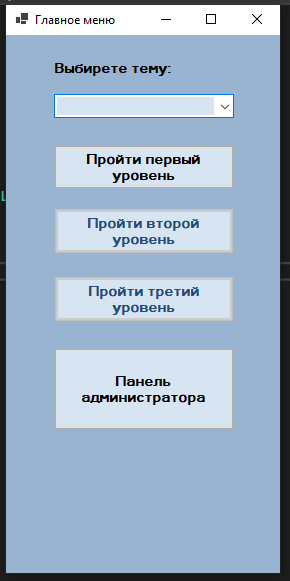 Главное меню
Выбирете тему:
Пройти первый
уровень
Пройти второй
уровень
Пройти третий
уровень
Панель
администратора